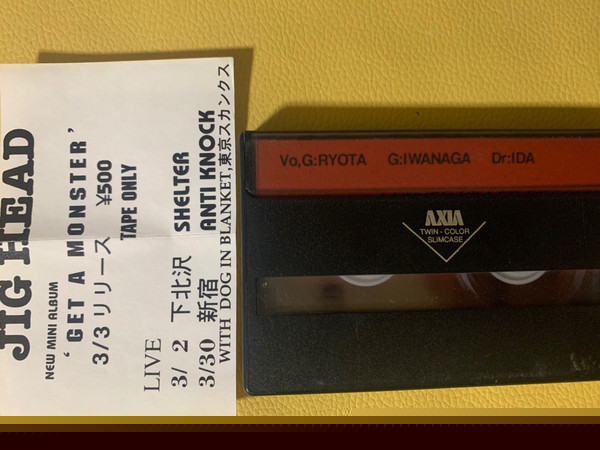 JIG HEAD
NEW MINI ALBUM
‘GET A MONSTER’
3/3リリース ¥500
TAPE ONLY
LIVE
3/2 下北沢 SHELTER
3/30 新宿 ANTI KNOCK
WITH DOG IN BLANKET,東京スカンクス
Vo,G:RYOTA G:IWANAGA Dr:IDA
AXIA
TWIN-COLOR
SLIMCASE